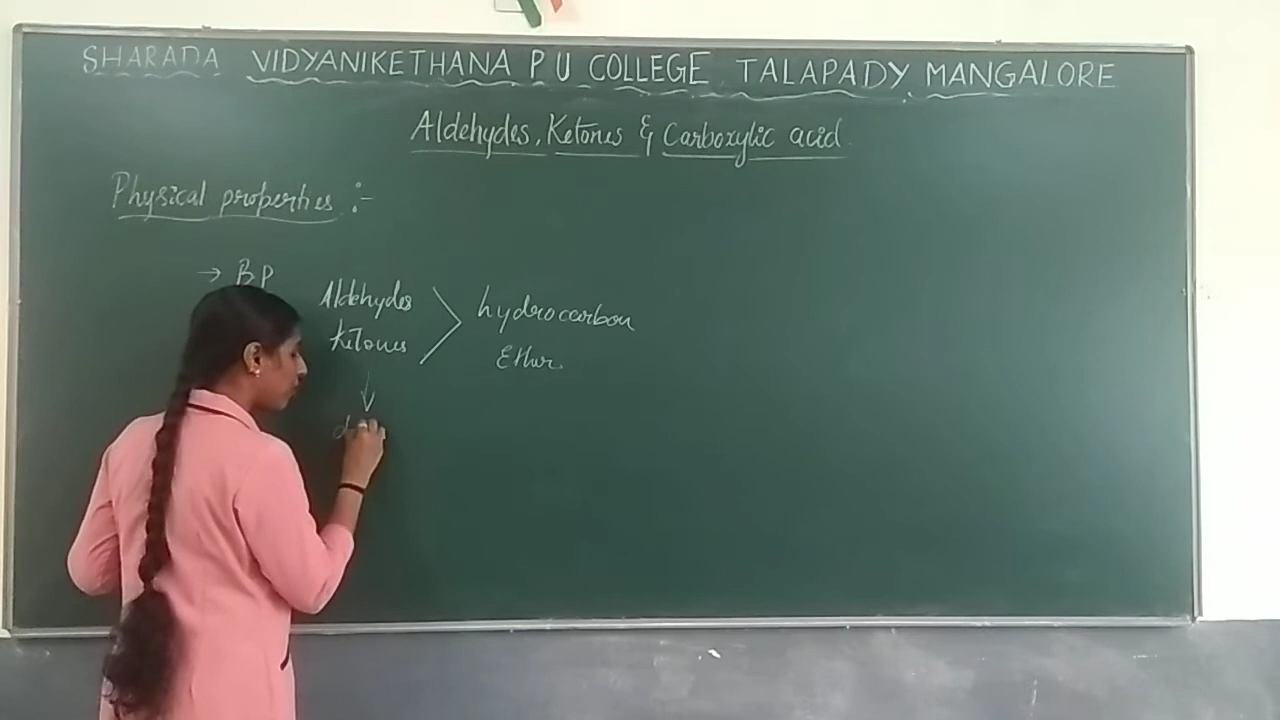 SHARADA VIDYANIKETHANA P U COLLEGE, TALAPADY, MANGALORE
Aldehydes, Ketones & Carboxylic acid
Physical properties :-
→ BP
Aldehydes > hydrocarbon
Ketones Ether
↓